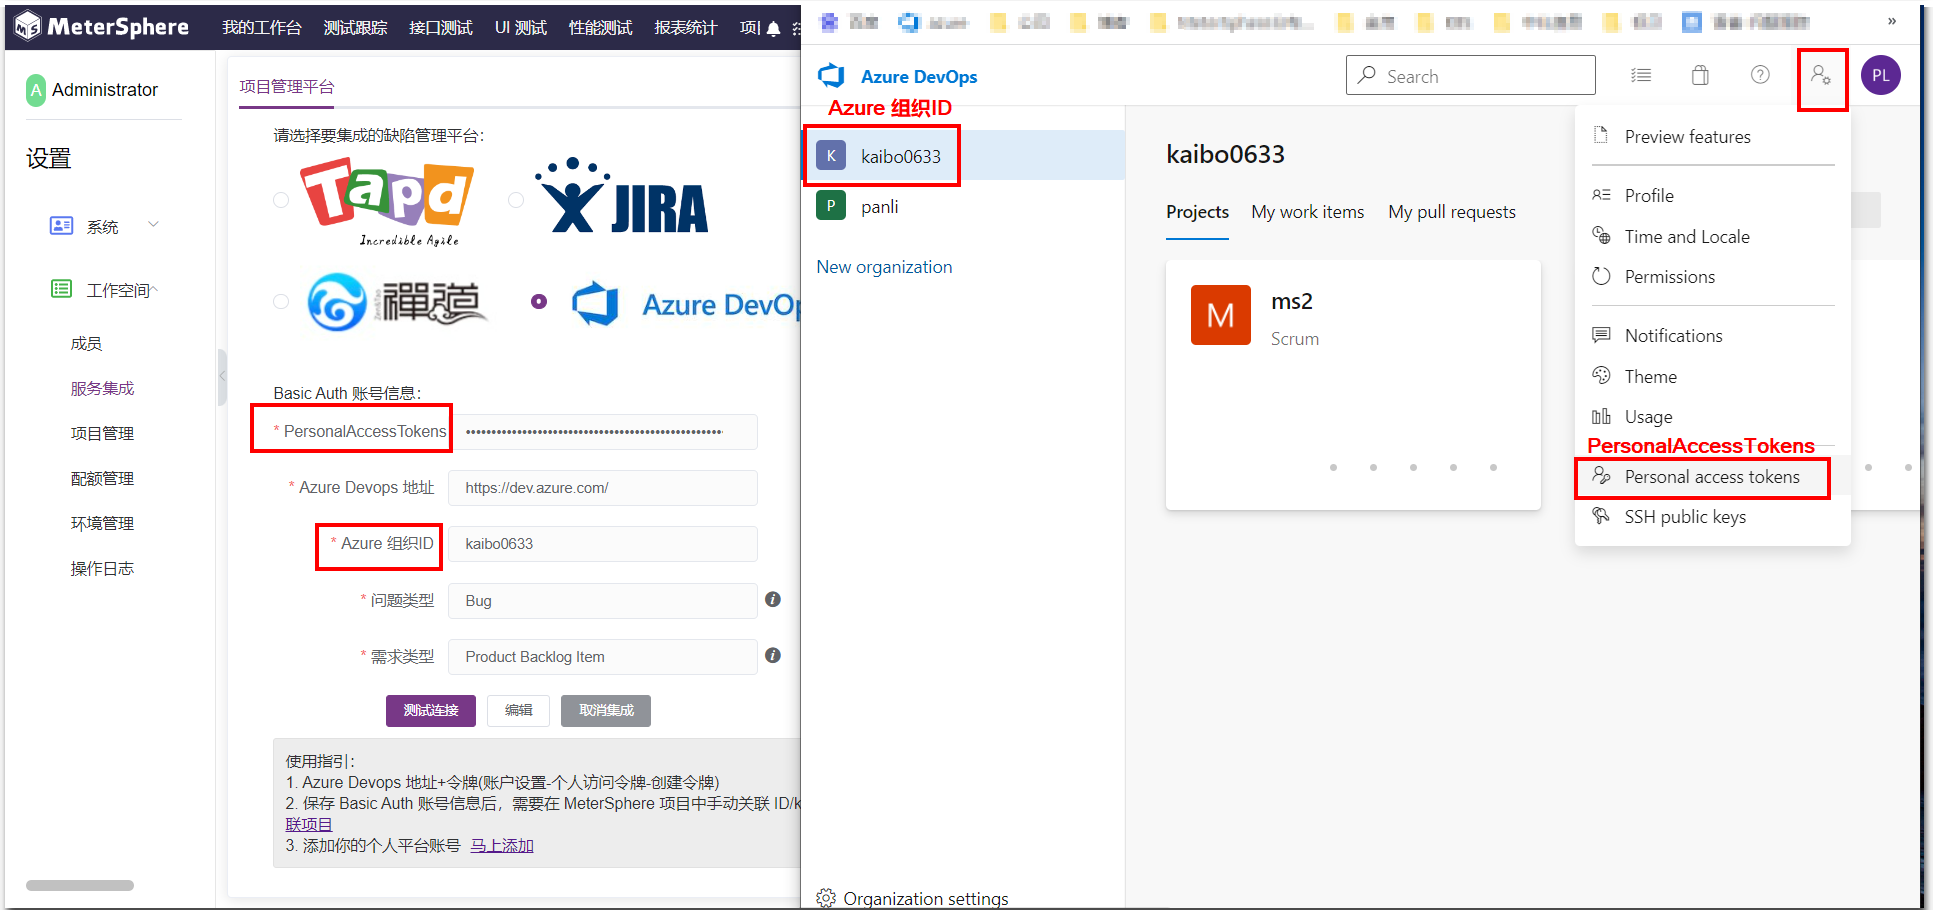 MeterSphere
我的工作台 测试跟踪 接口测试 UI 测试 性能测试 报表统计 项目
A Administrator
设置
系统
工作空间
成员
服务集成
项目管理
配额管理
环境管理
操作日志
项目管理平台
请选择要集成的缺陷管理平台:
Tapd
Incredible Agile
JIRA
ZenTao 禅道
Azure DevOp
Basic Auth 账号信息:
* PersonalAccessTokens
* Azure Devops 地址 https://dev.azure.com/
* Azure 组织ID kaibo0633
* 问题类型 Bug
* 需求类型 Product Backlog Item
测试连接 编辑 取消集成
使用指引:
1. Azure Devops 地址+令牌(账户设置-个人访问令牌-创建令牌)
2. 保存 Basic Auth 账号信息后，需要在 MeterSphere 项目中手动关联 ID/k
联项目
3. 添加你的个人平台账号 马上添加
azure
»
Azure DevOps
Search
PL
Azure 组织ID
K kaibo0633
P panli
New organization
Organization settings
kaibo0633
Projects My work items My pull requests
M ms2
Scrum
Preview features
Profile
Time and Locale
Permissions
Notifications
Theme
Usage
PersonalAccessTokens
Personal access tokens
SSH public keys